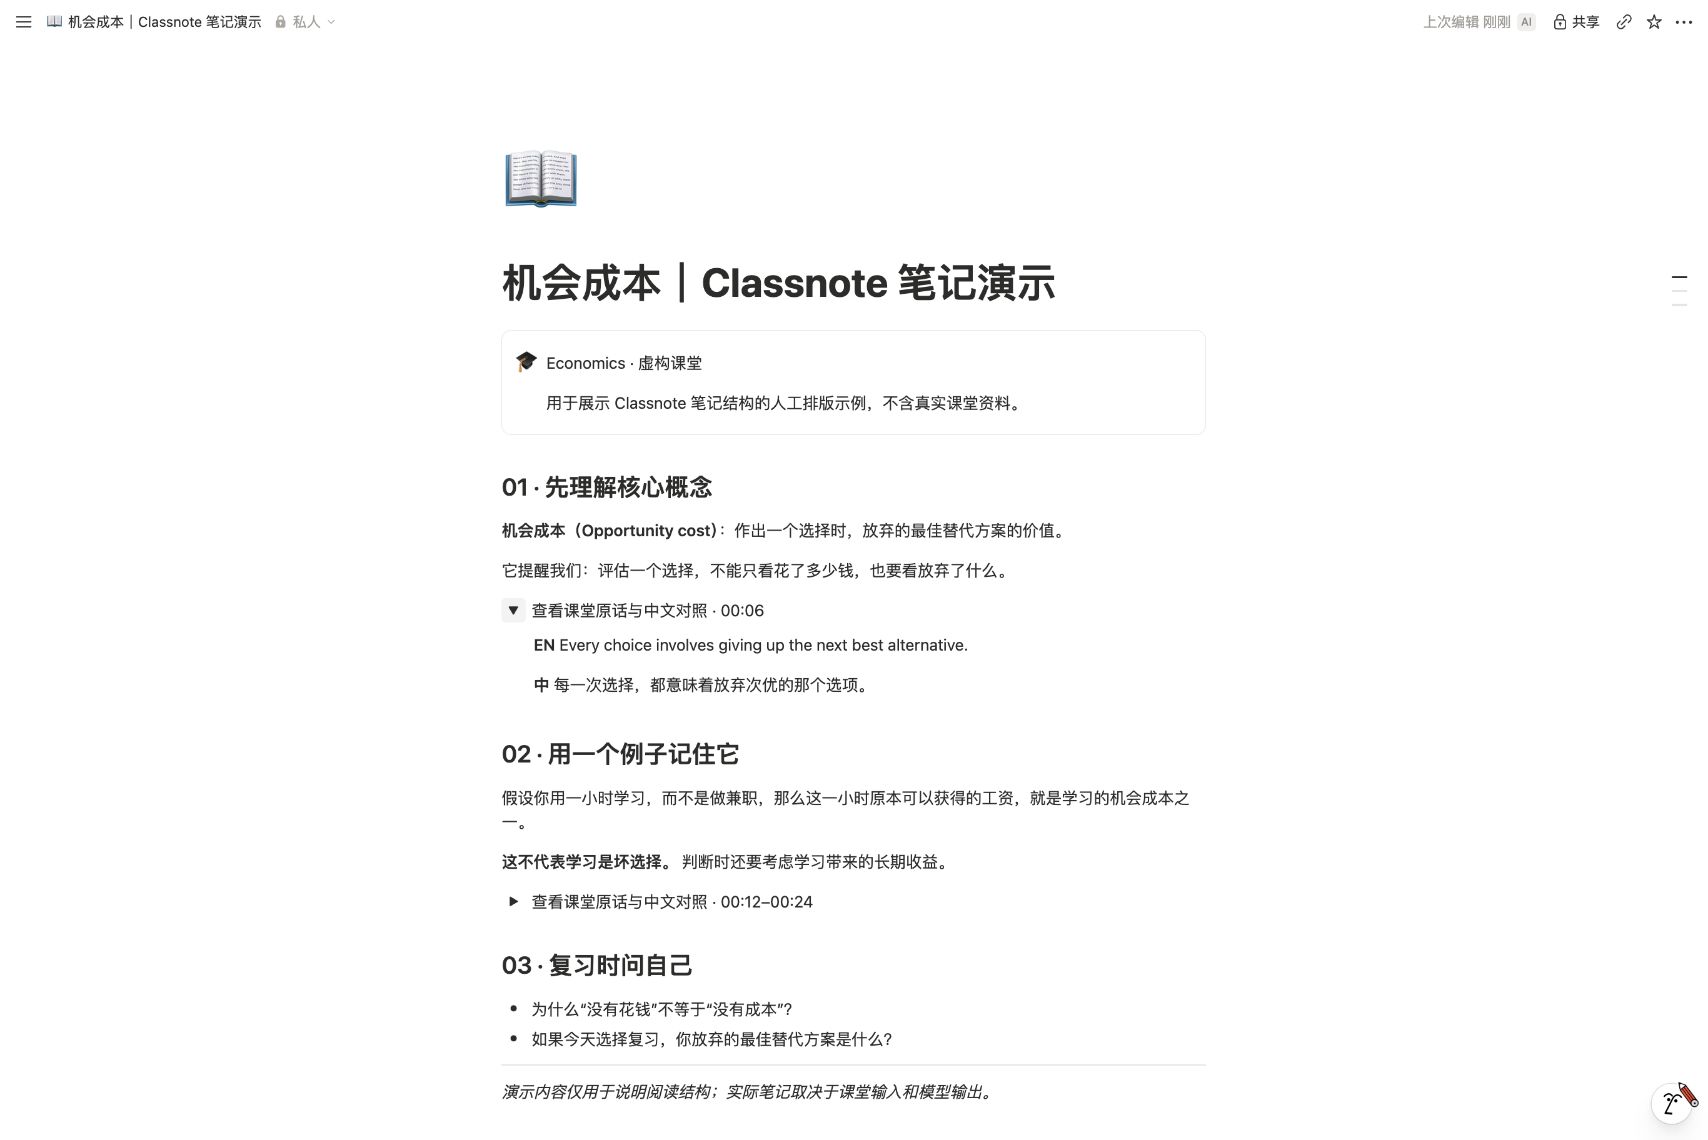 机会成本｜Classnote 笔记演示
私人
上次编辑 刚刚
AI
共享
机会成本｜Classnote 笔记演示
Economics · 虚构课堂
用于展示 Classnote 笔记结构的人工排版示例，不含真实课堂资料。
01 · 先理解核心概念
机会成本（Opportunity cost）：作出一个选择时，放弃的最佳替代方案的价值。
它提醒我们：评估一个选择，不能只看花了多少钱，也要看放弃了什么。
查看课堂原话与中文对照 · 00:06
EN Every choice involves giving up the next best alternative.
中 每一次选择，都意味着放弃次优的那个选项。
02 · 用一个例子记住它
假设你用一小时学习，而不是做兼职，那么这一小时原本可以获得的工资，就是学习的机会成本之
一。
这不代表学习是坏选择。 判断时还要考虑学习带来的长期收益。
查看课堂原话与中文对照 · 00:12–00:24
03 · 复习时问自己
• 为什么“没有花钱”不等于“没有成本”？
• 如果今天选择复习，你放弃的最佳替代方案是什么？
演示内容仅用于说明阅读结构；实际笔记取决于课堂输入和模型输出。